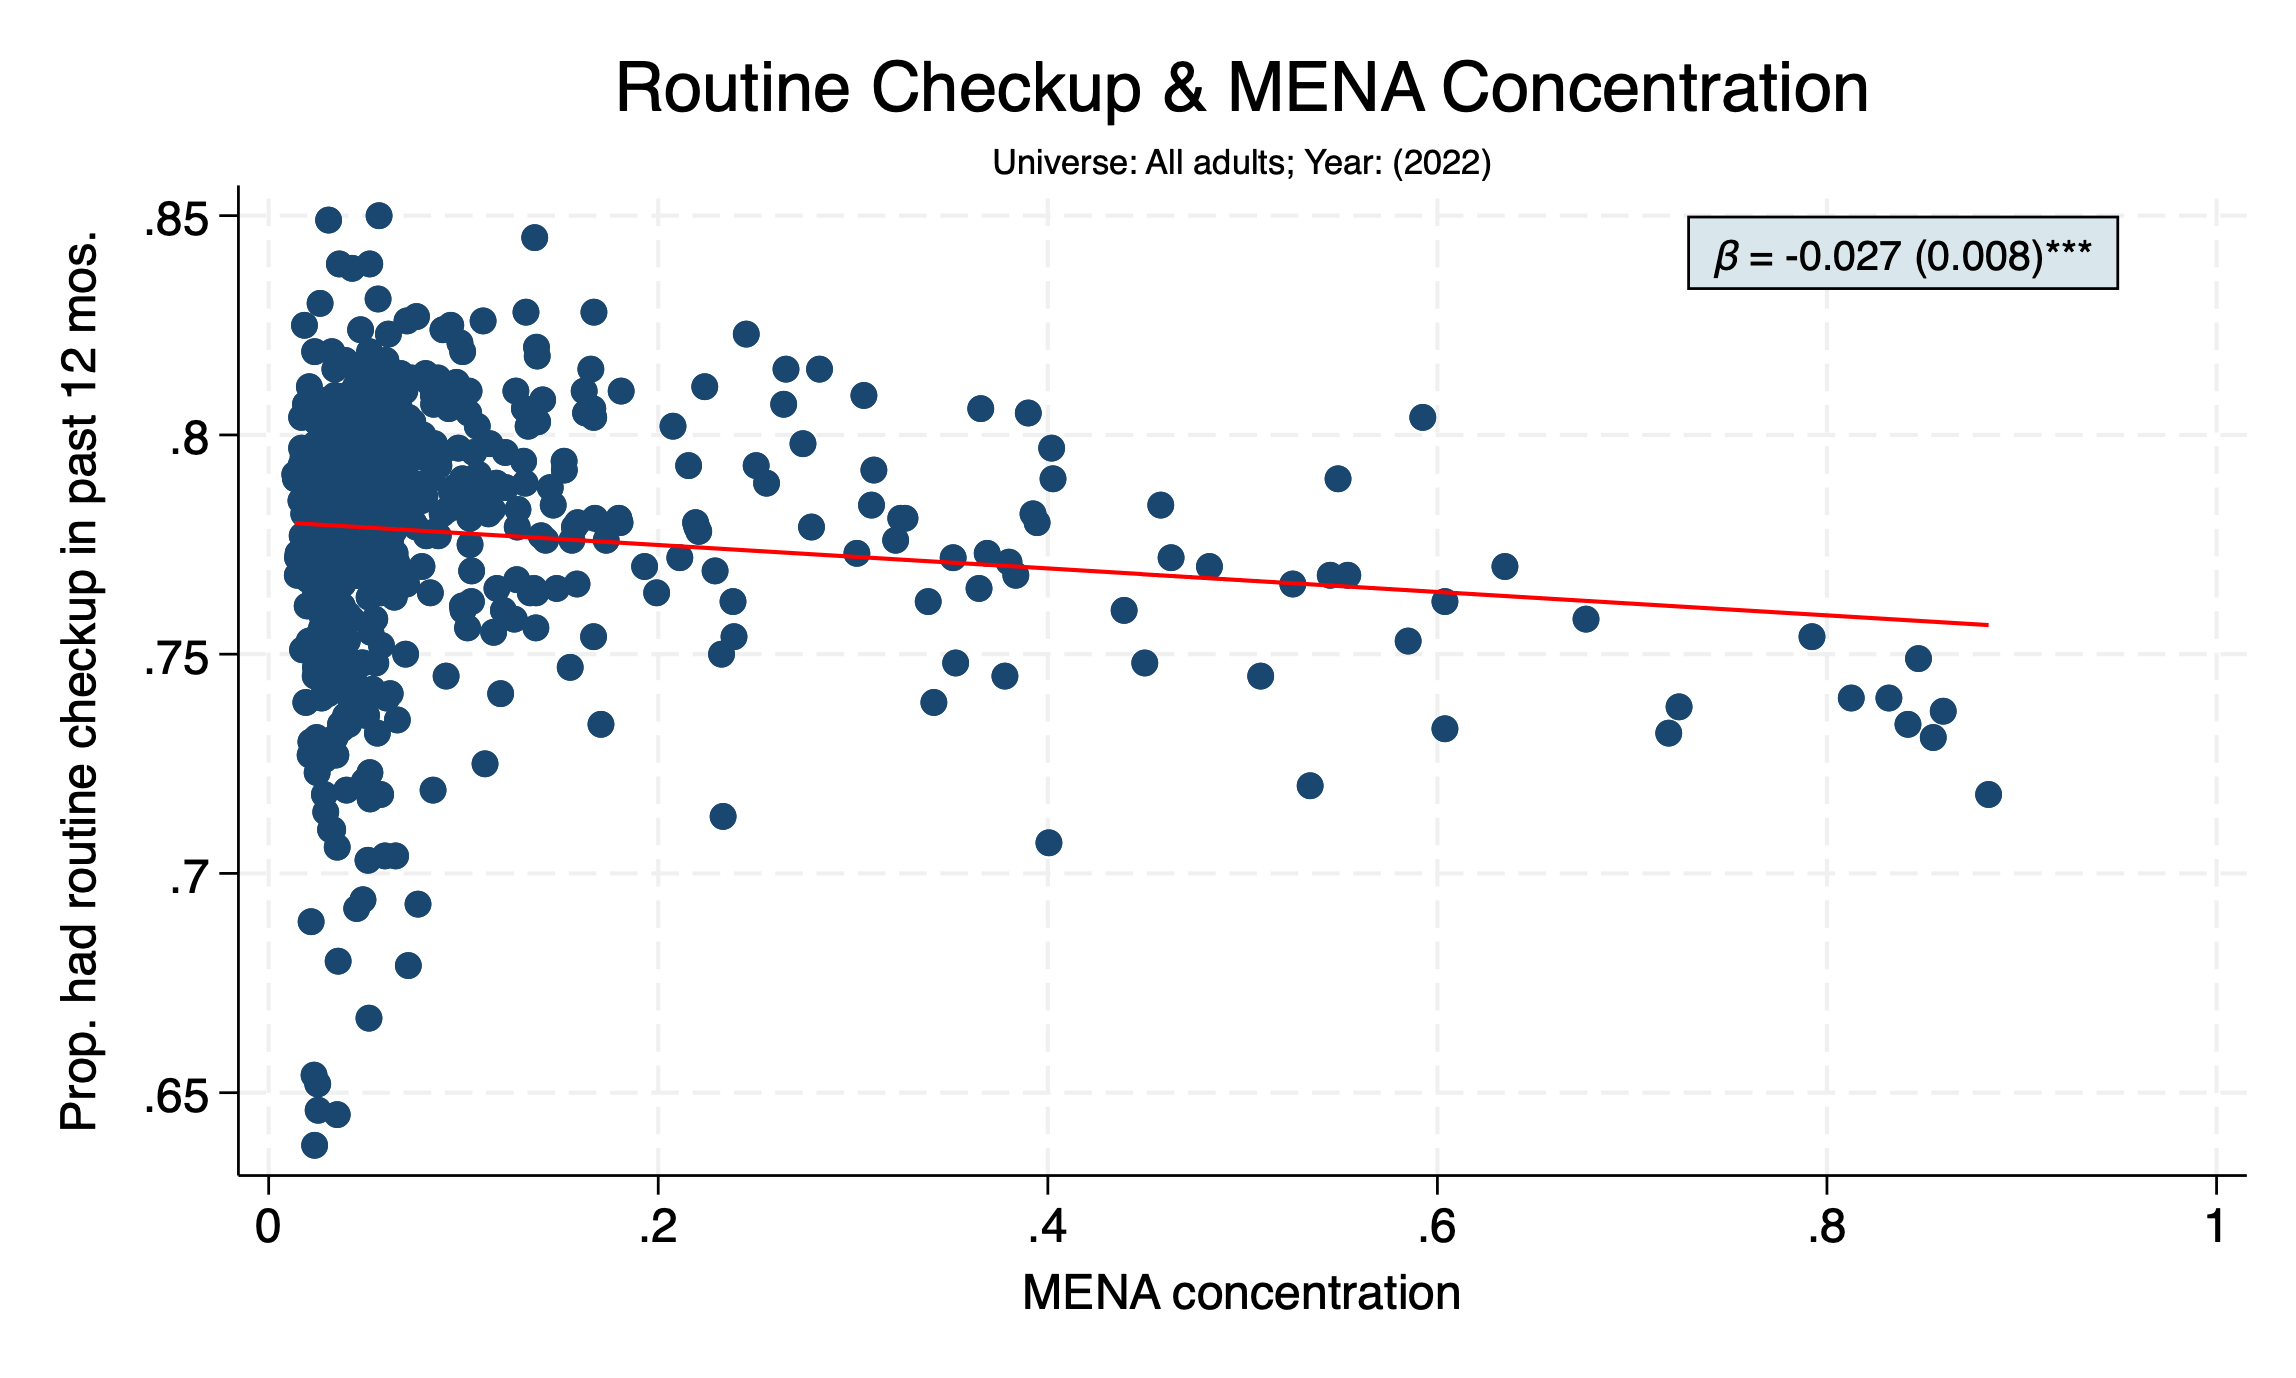 Routine Checkup & MENA Concentration
Universe: All adults; Year: (2022)
β = -0.027 (0.008)***
Prop. had routine checkup in past 12 mos.
.85
.8
.75
.7
.65
0 .2 .4 .6 .8 1
MENA concentration